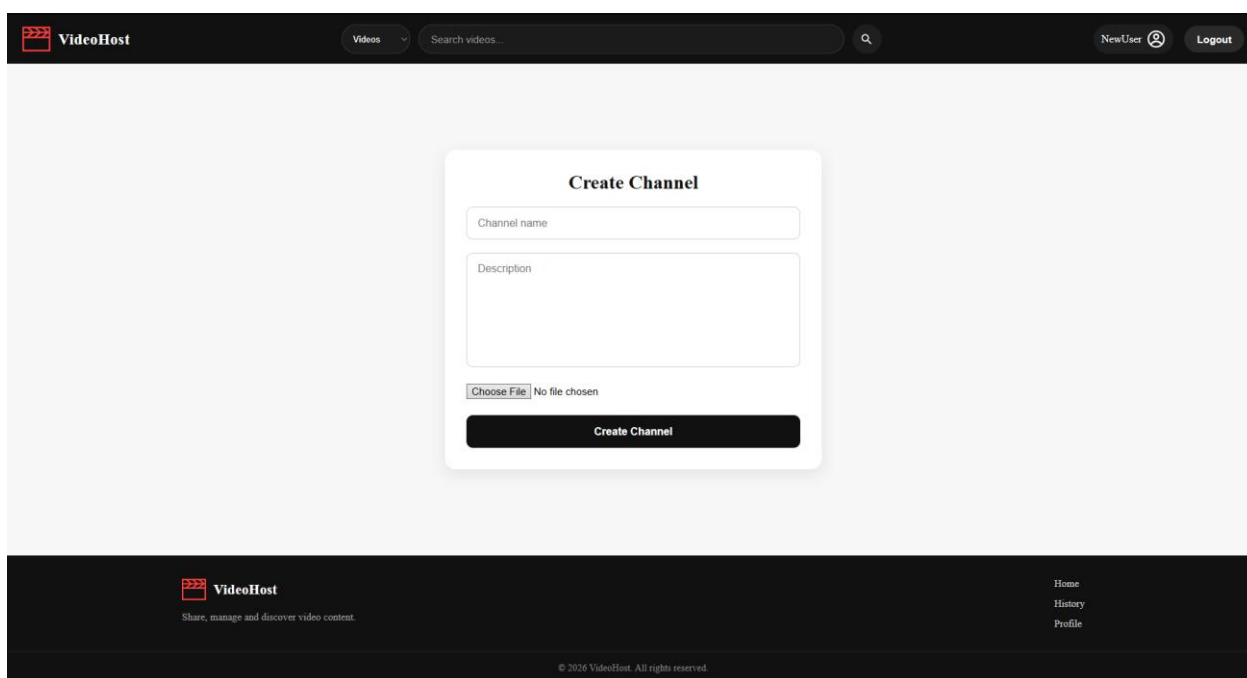 VideoHost
Videos
Search videos...
NewUser
Logout
Create Channel
Channel name
Description
Choose File No file chosen
Create Channel
VideoHost
Share, manage and discover video content.
Home
History
Profile
© 2026 VideoHost. All rights reserved.